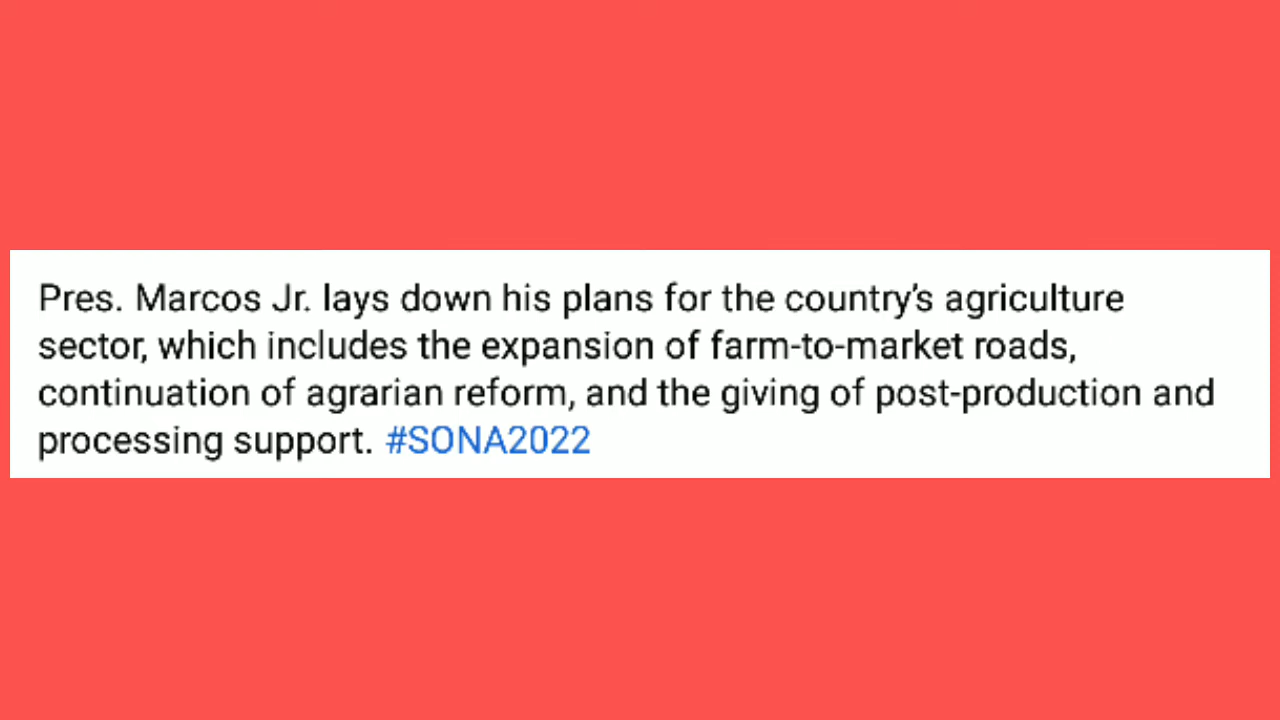 Pres. Marcos Jr. lays down his plans for the country's agriculture
sector, which includes the expansion of farm-to-market roads,
continuation of agrarian reform, and the giving of post-production and
processing support. #SONA2022